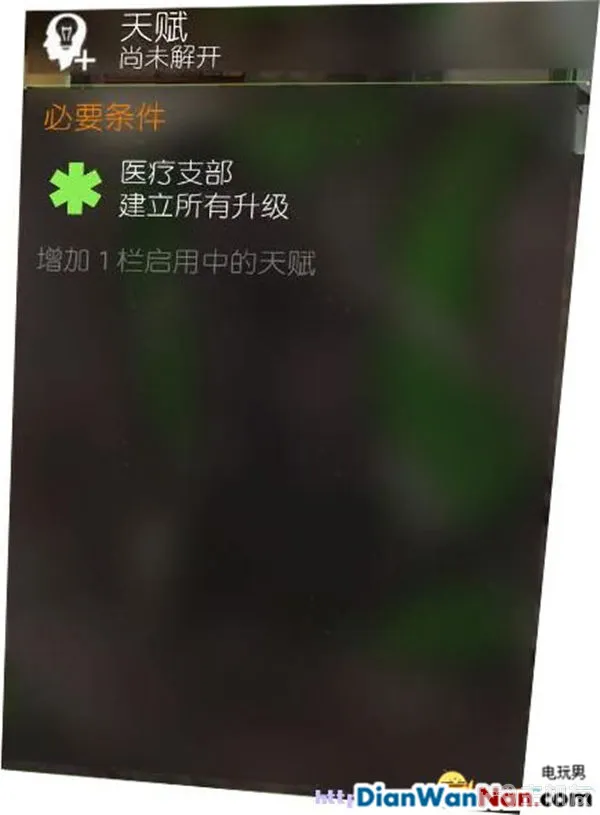 天赋
尚未解开
必要条件
医疗支部
建立所有升级
增加1栏启用中的天赋
电玩男
DianWanNan.com